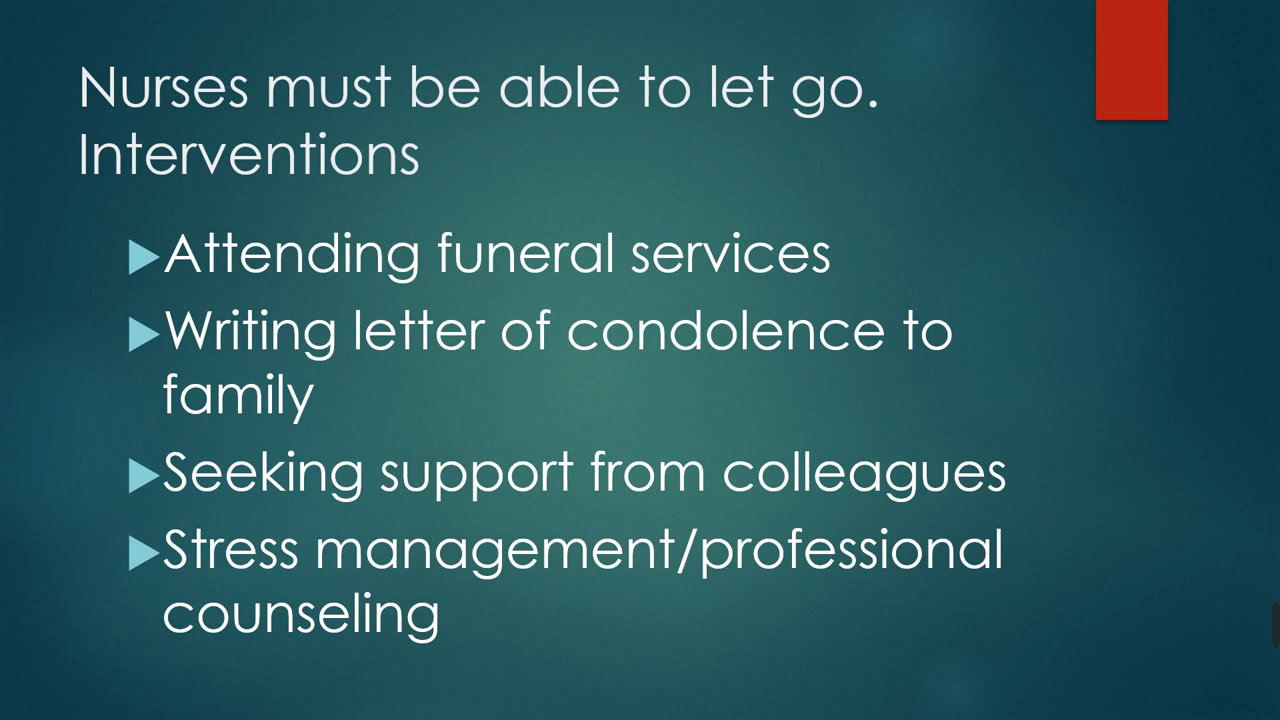 Nurses must be able to let go.
Interventions
Attending funeral services
Writing letter of condolence to
family
Seeking support from colleagues
Stress management/professional
counseling